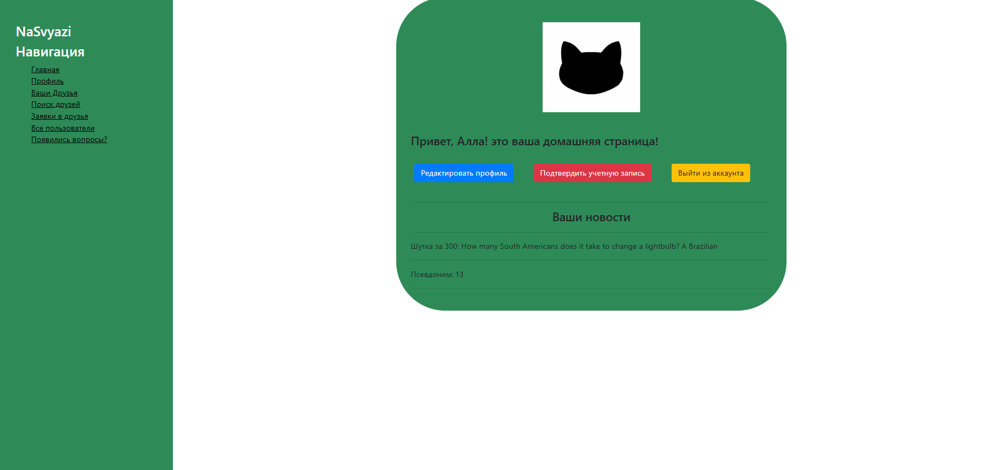 NaSvyazi
Навигация
Главная
Профиль
Ваши Друзья
Поиск друзей
Заявки в друзья
Все пользователи
Появились вопросы?
Привет, Алла! это ваша домашняя страница!
Редактировать профиль
Подтвердить учетную запись
Выйти из аккаунта
Ваши новости
Шутка за 300: How many South Americans does it take to change a lightbulb? A Brazilian
Псевдоним: 13